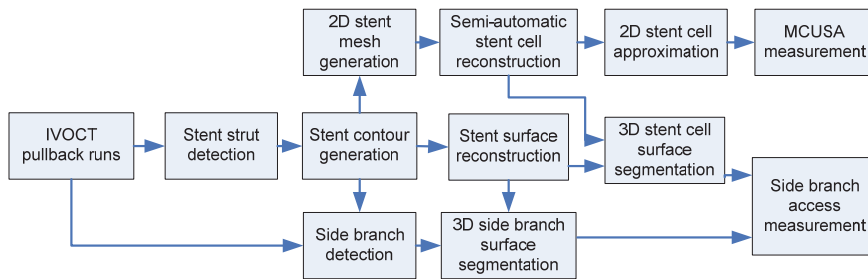 2D stent
mesh
generation
Semi-automatic
stent cell
reconstruction
2D stent cell
approximation
MCUSA
measurement
IVOCT
pullback runs
Stent strut
detection
Stent contour
generation
Stent surface
reconstruction
3D stent cell
surface
segmentation
Side branch
access
measurement
Side branch
detection
3D side branch
surface
segmentation